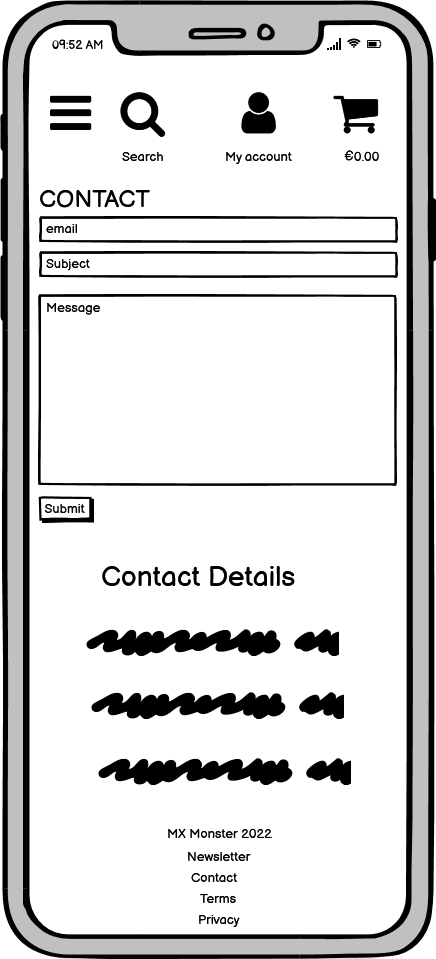 09:52 AM
Search
My account
€0.00
CONTACT
email
Subject
Message
Submit
Contact Details
MX Monster 2022
Newsletter
Contact
Terms
Privacy